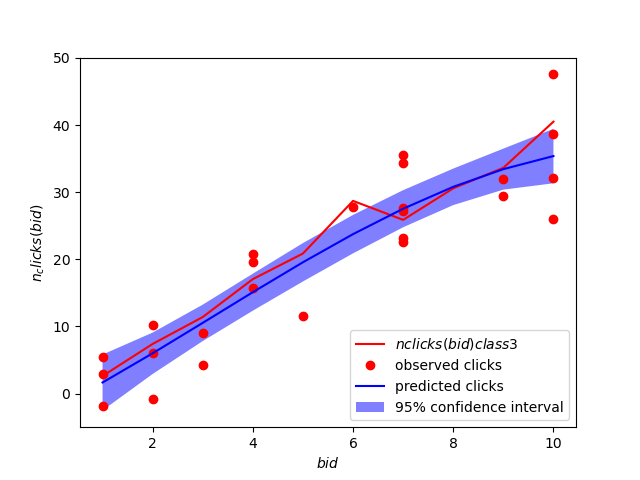 50
40
30
20
10
0
n_clicks(bid)
2
4
6
8
10
bid
nclicks(bid)class3
observed clicks
predicted clicks
95% confidence interval